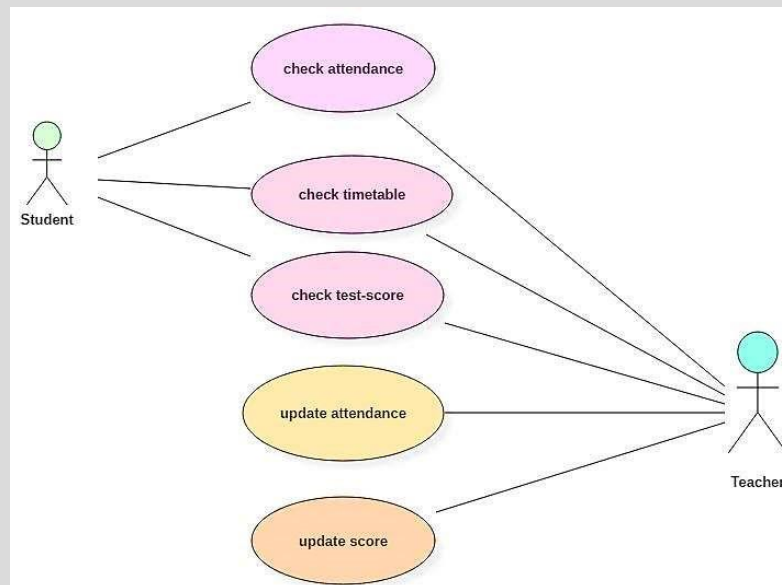 check attendance
check timetable
Student
check test-score
update attendance
Teacher
update score